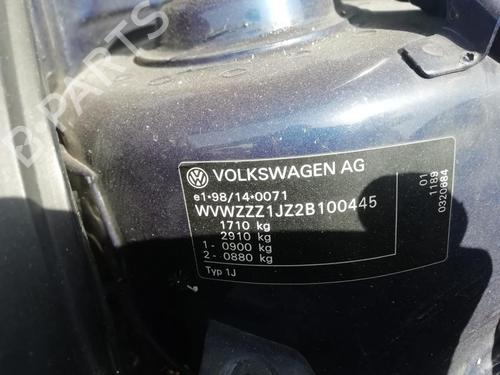 B-PARTS
VOLKSWAGEN AG
e1*98/14*0071
WVWZZZ1JZ2B100445
1710 kg
2910 kg
1- 0900 kg
2- 0880 kg
Typ 1J
01
1189
0320884